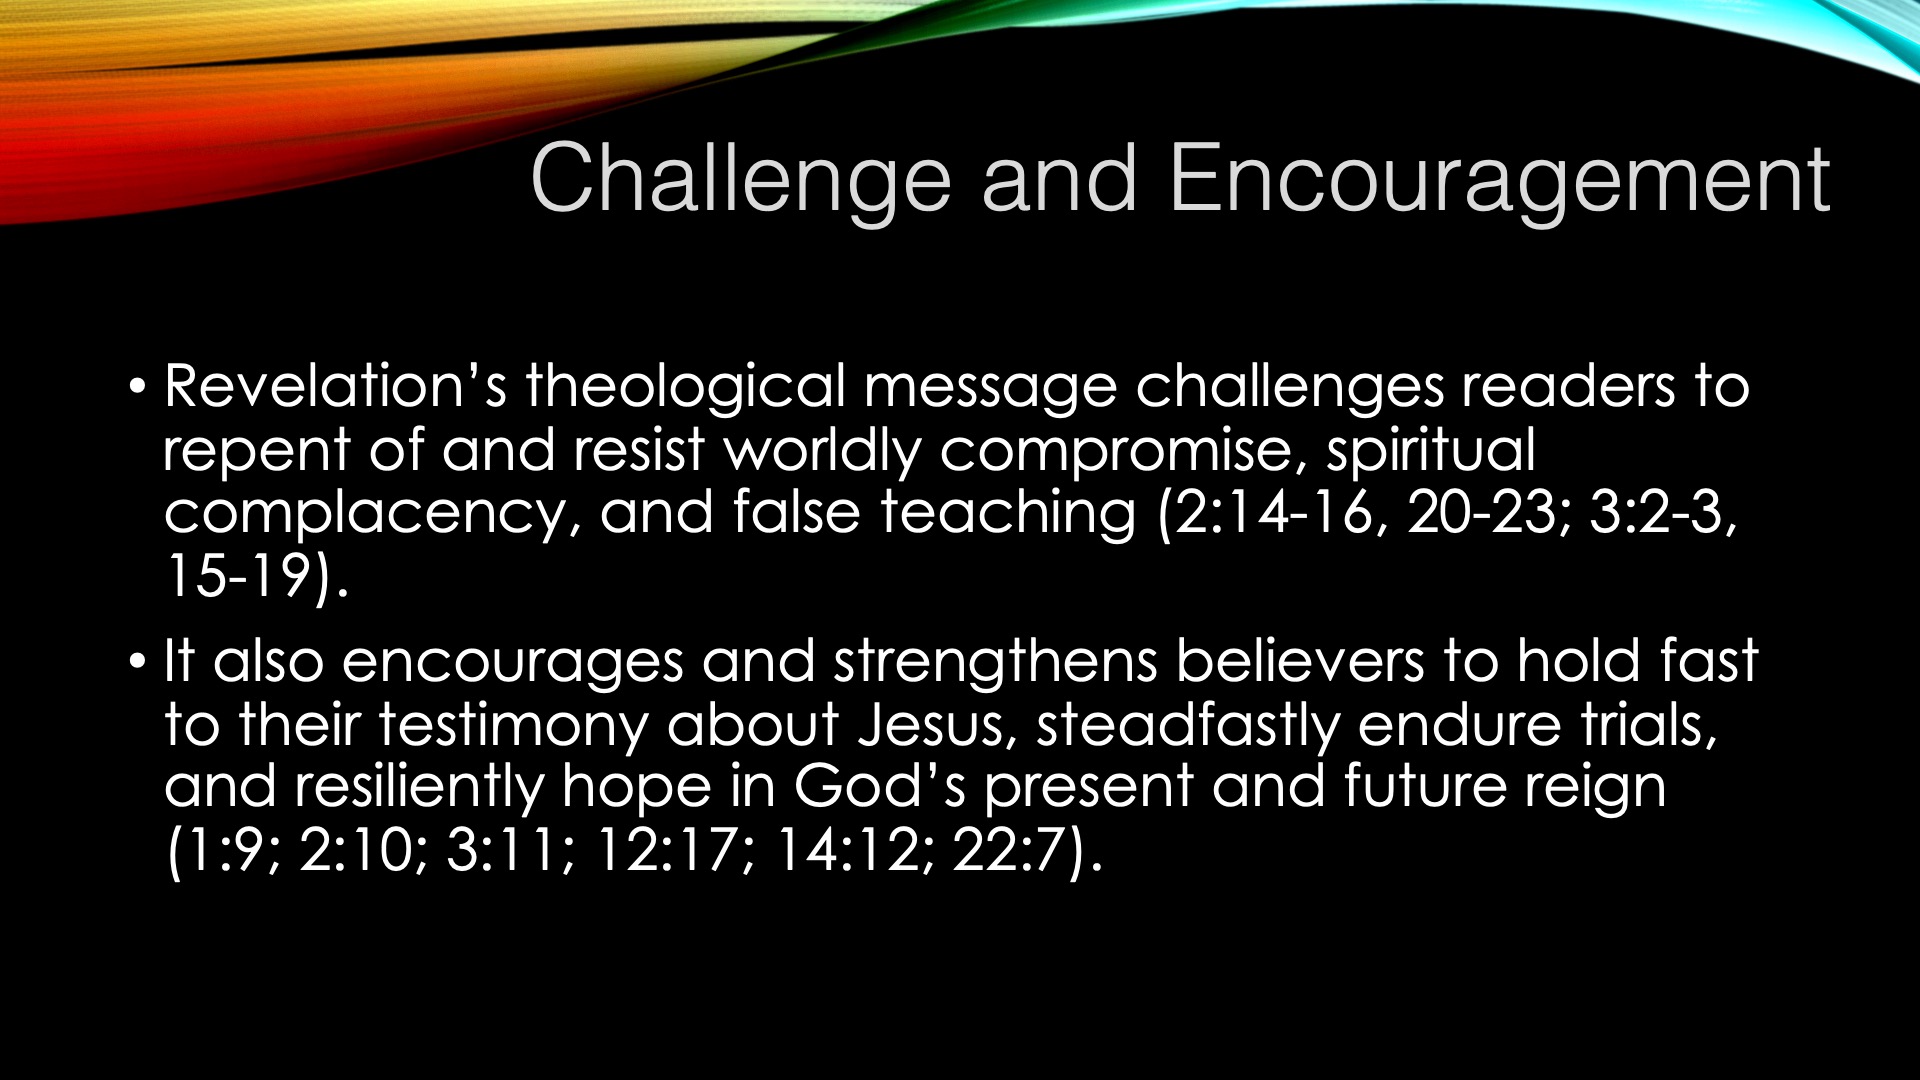 Challenge and Encouragement
• Revelation’s theological message challenges readers to
repent of and resist worldly compromise, spiritual
complacency, and false teaching (2:14-16, 20-23; 3:2-3,
15-19).
• It also encourages and strengthens believers to hold fast
to their testimony about Jesus, steadfastly endure trials,
and resiliently hope in God’s present and future reign
(1:9; 2:10; 3:11; 12:17; 14:12; 22:7).